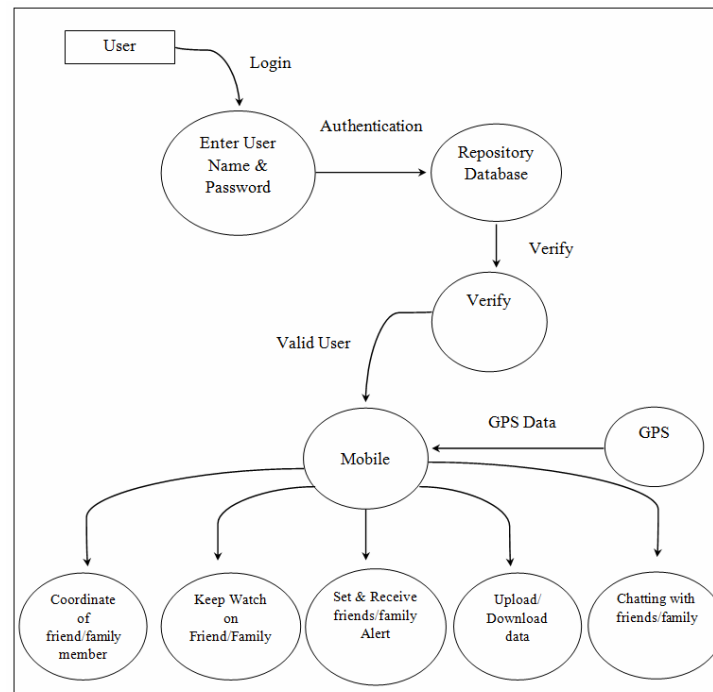 User
Login
Enter User
Name &
Password
Authentication
Repository
Database
Verify
Verify
Valid User
GPS Data
GPS
Mobile
Coordinate
of
friend/family
member
Keep Watch
on
Friend/Family
Set & Receive
friends/family
Alert
Upload/
Download
data
Chatting with
friends/family